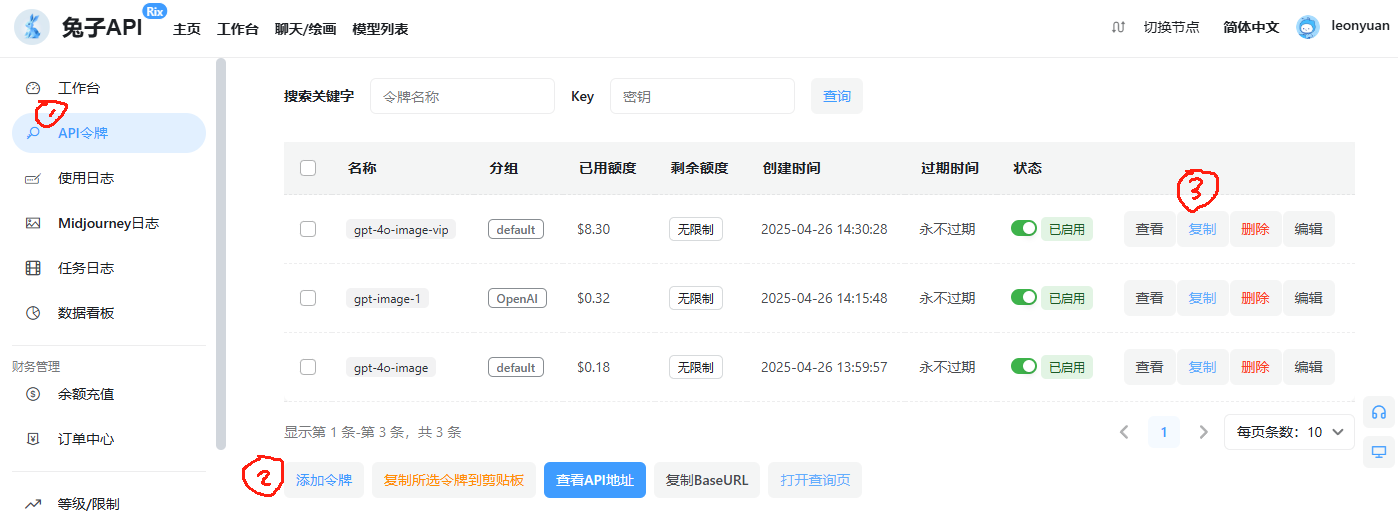 兔子API Rix 主页 工作台 聊天/绘画 模型列表 切换节点 简体中文 leonyuan
工作台
1
API令牌
使用日志
Midjourney日志
任务日志
数据看板
财务管理
余额充值
订单中心
等级/限制
搜索关键字 令牌名称 Key 密钥 查询
名称 分组 已用额度 剩余额度 创建时间 过期时间 状态
3
gpt-4o-image-vip default $8.30 无限制 2025-04-26 14:30:28 永不过期 已启用 查看 复制 删除 编辑
gpt-image-1 OpenAI $0.32 无限制 2025-04-26 14:15:48 永不过期 已启用 查看 复制 删除 编辑
gpt-4o-image default $0.18 无限制 2025-04-26 13:59:57 永不过期 已启用 查看 复制 删除 编辑
显示第 1 条-第 3 条，共 3 条 1 每页条数：10
2 添加令牌 复制所选令牌到剪贴板 查看API地址 复制BaseURL 打开查询页